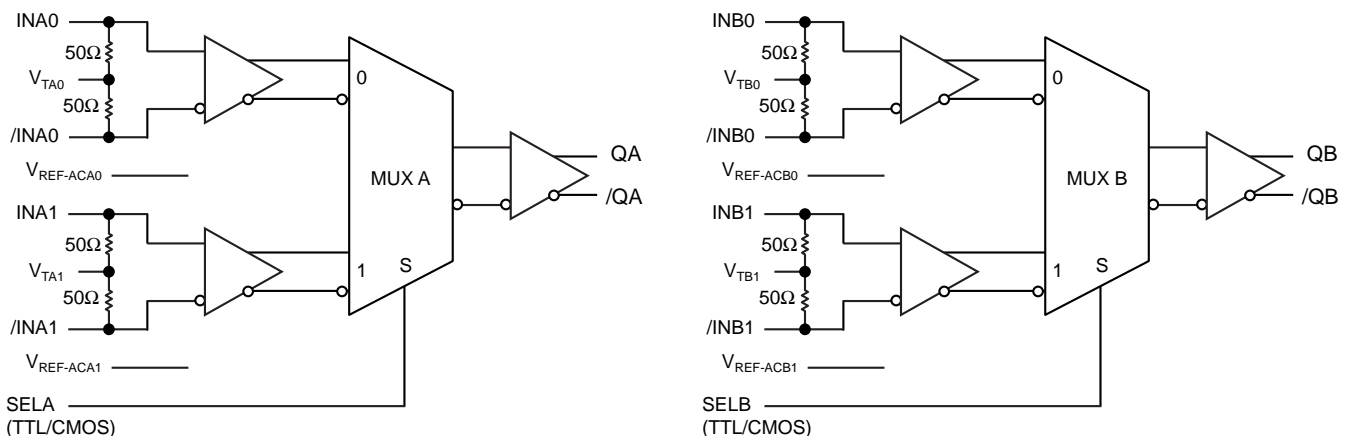 INA0
50Ω
VTA0
50Ω
/INA0
VREF-ACA0
INA1
50Ω
VTA1
50Ω
/INA1
VREF-ACA1
SELA
(TTL/CMOS)
0
MUX A
1
S
QA
/QA
INB0
50Ω
VTB0
50Ω
/INB0
VREF-ACB0
INB1
50Ω
VTB1
50Ω
/INB1
VREF-ACB1
SELB
(TTL/CMOS)
0
MUX B
1
S
QB
/QB